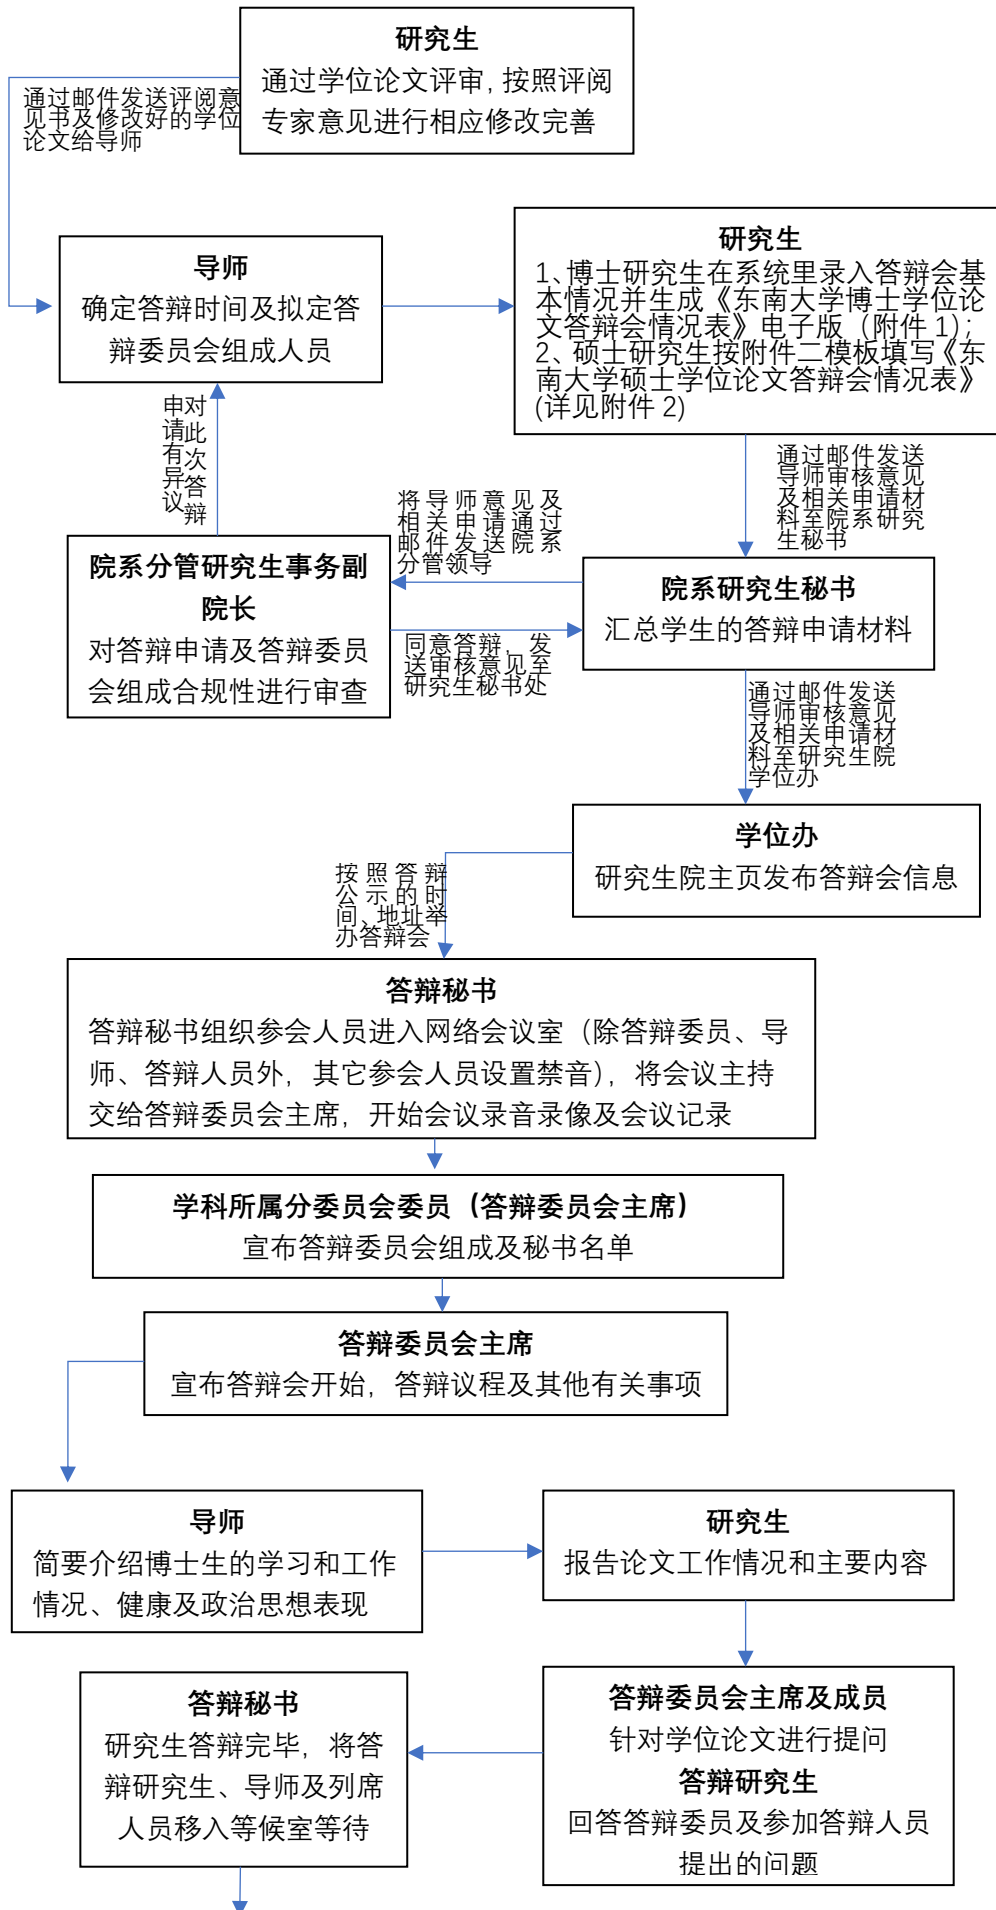 研究生
通过学位论文评审,按照评阅
专家意见进行相应修改完善
通过邮件发送评阅意
见书及修改好的学位
论文给导师
导师
确定答辩时间及拟定答
辩委员会组成人员
研究生
1、博士研究生在系统里录入答辩会基
本情况并生成《东南大学博士学位论
文答辩会情况表》电子版（附件 1）；
2、硕士研究生按附件二模板填写《东
南大学硕士学位论文答辩会情况表》
(详见附件 2)
对此次答辩
申请有异议
通过邮件发送
导师审核意见
及相关申请材
料至院系研究
生秘书
将导师意见及
相关申请通过
邮件发送院系
分管领导
院系分管研究生事务副
院长
对答辩申请及答辩委员
会组成合规性进行审查
院系研究生秘书
汇总学生的答辩申请材料
同意答辩，发
送审核意见至
研究生秘书处
通过邮件发送
导师审核意见
及相关申请材
料至研究生院
学位办
学位办
研究生院主页发布答辩会信息
按照答辩
公示的时
间、地址举
办答辩会
答辩秘书
答辩秘书组织参会人员进入网络会议室（除答辩委员、导
师、答辩人员外，其它参会人员设置禁音），将会议主持
交给答辩委员会主席，开始会议录音录像及会议记录
学科所属分委员会委员（答辩委员会主席）
宣布答辩委员会组成及秘书名单
答辩委员会主席
宣布答辩会开始，答辩议程及其他有关事项
导师
简要介绍博士生的学习和工作
情况、健康及政治思想表现
研究生
报告论文工作情况和主要内容
答辩委员会主席及成员
针对学位论文进行提问
答辩研究生
回答答辩委员及参加答辩人员
提出的问题
答辩秘书
研究生答辩完毕，将答
辩研究生、导师及列席
人员移入等候室等待